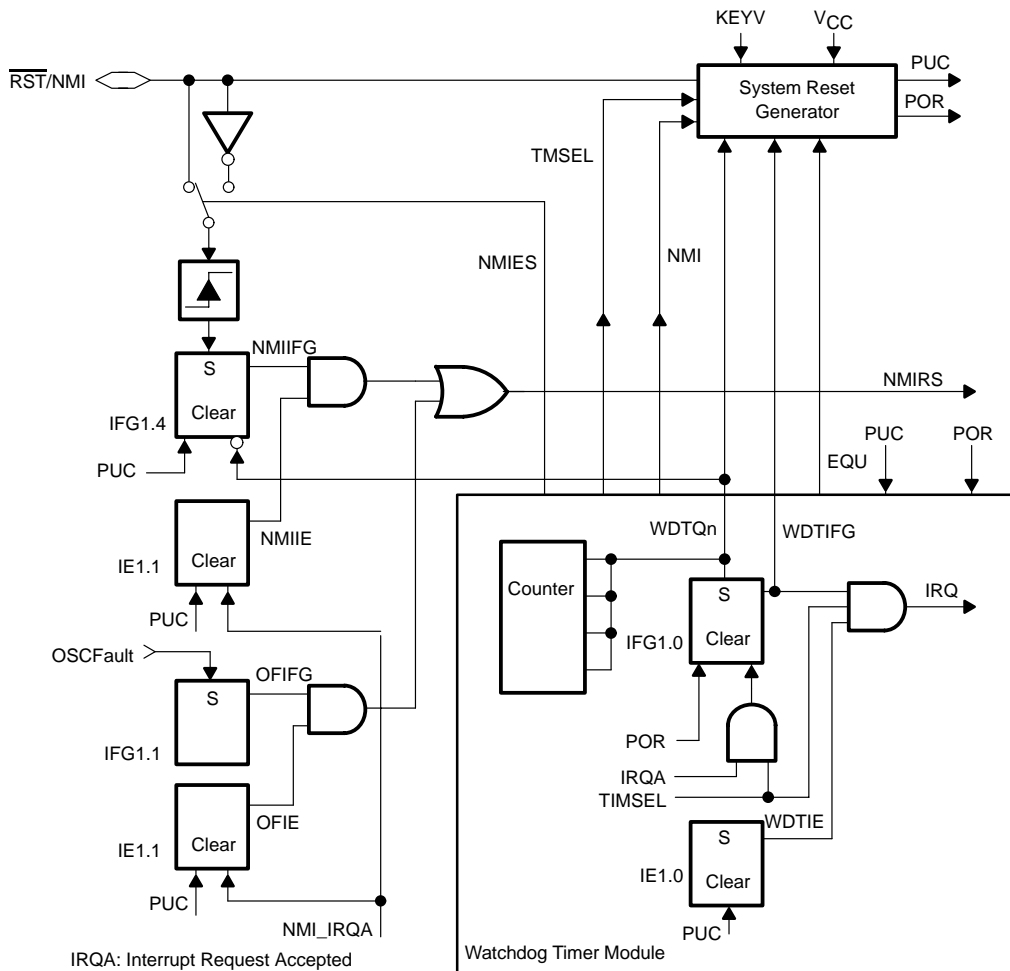 KEYV
VCC
RST/NMI
System Reset
Generator
PUC
POR
TMSEL
NMIES
NMI
S
NMIIFG
Clear
IFG1.4
PUC
NMIRS
PUC
POR
EQU
WDTQn
WDTIFG
NMIIE
Clear
IE1.1
PUC
Counter
S
Clear
IFG1.0
IRQ
OSCFault
S
OFIFG
IFG1.1
POR
IRQA
TIMSEL
WDTIE
OFIE
Clear
IE1.1
PUC
S
Clear
IE1.0
PUC
NMI_IRQA
IRQA: Interrupt Request Accepted
Watchdog Timer Module